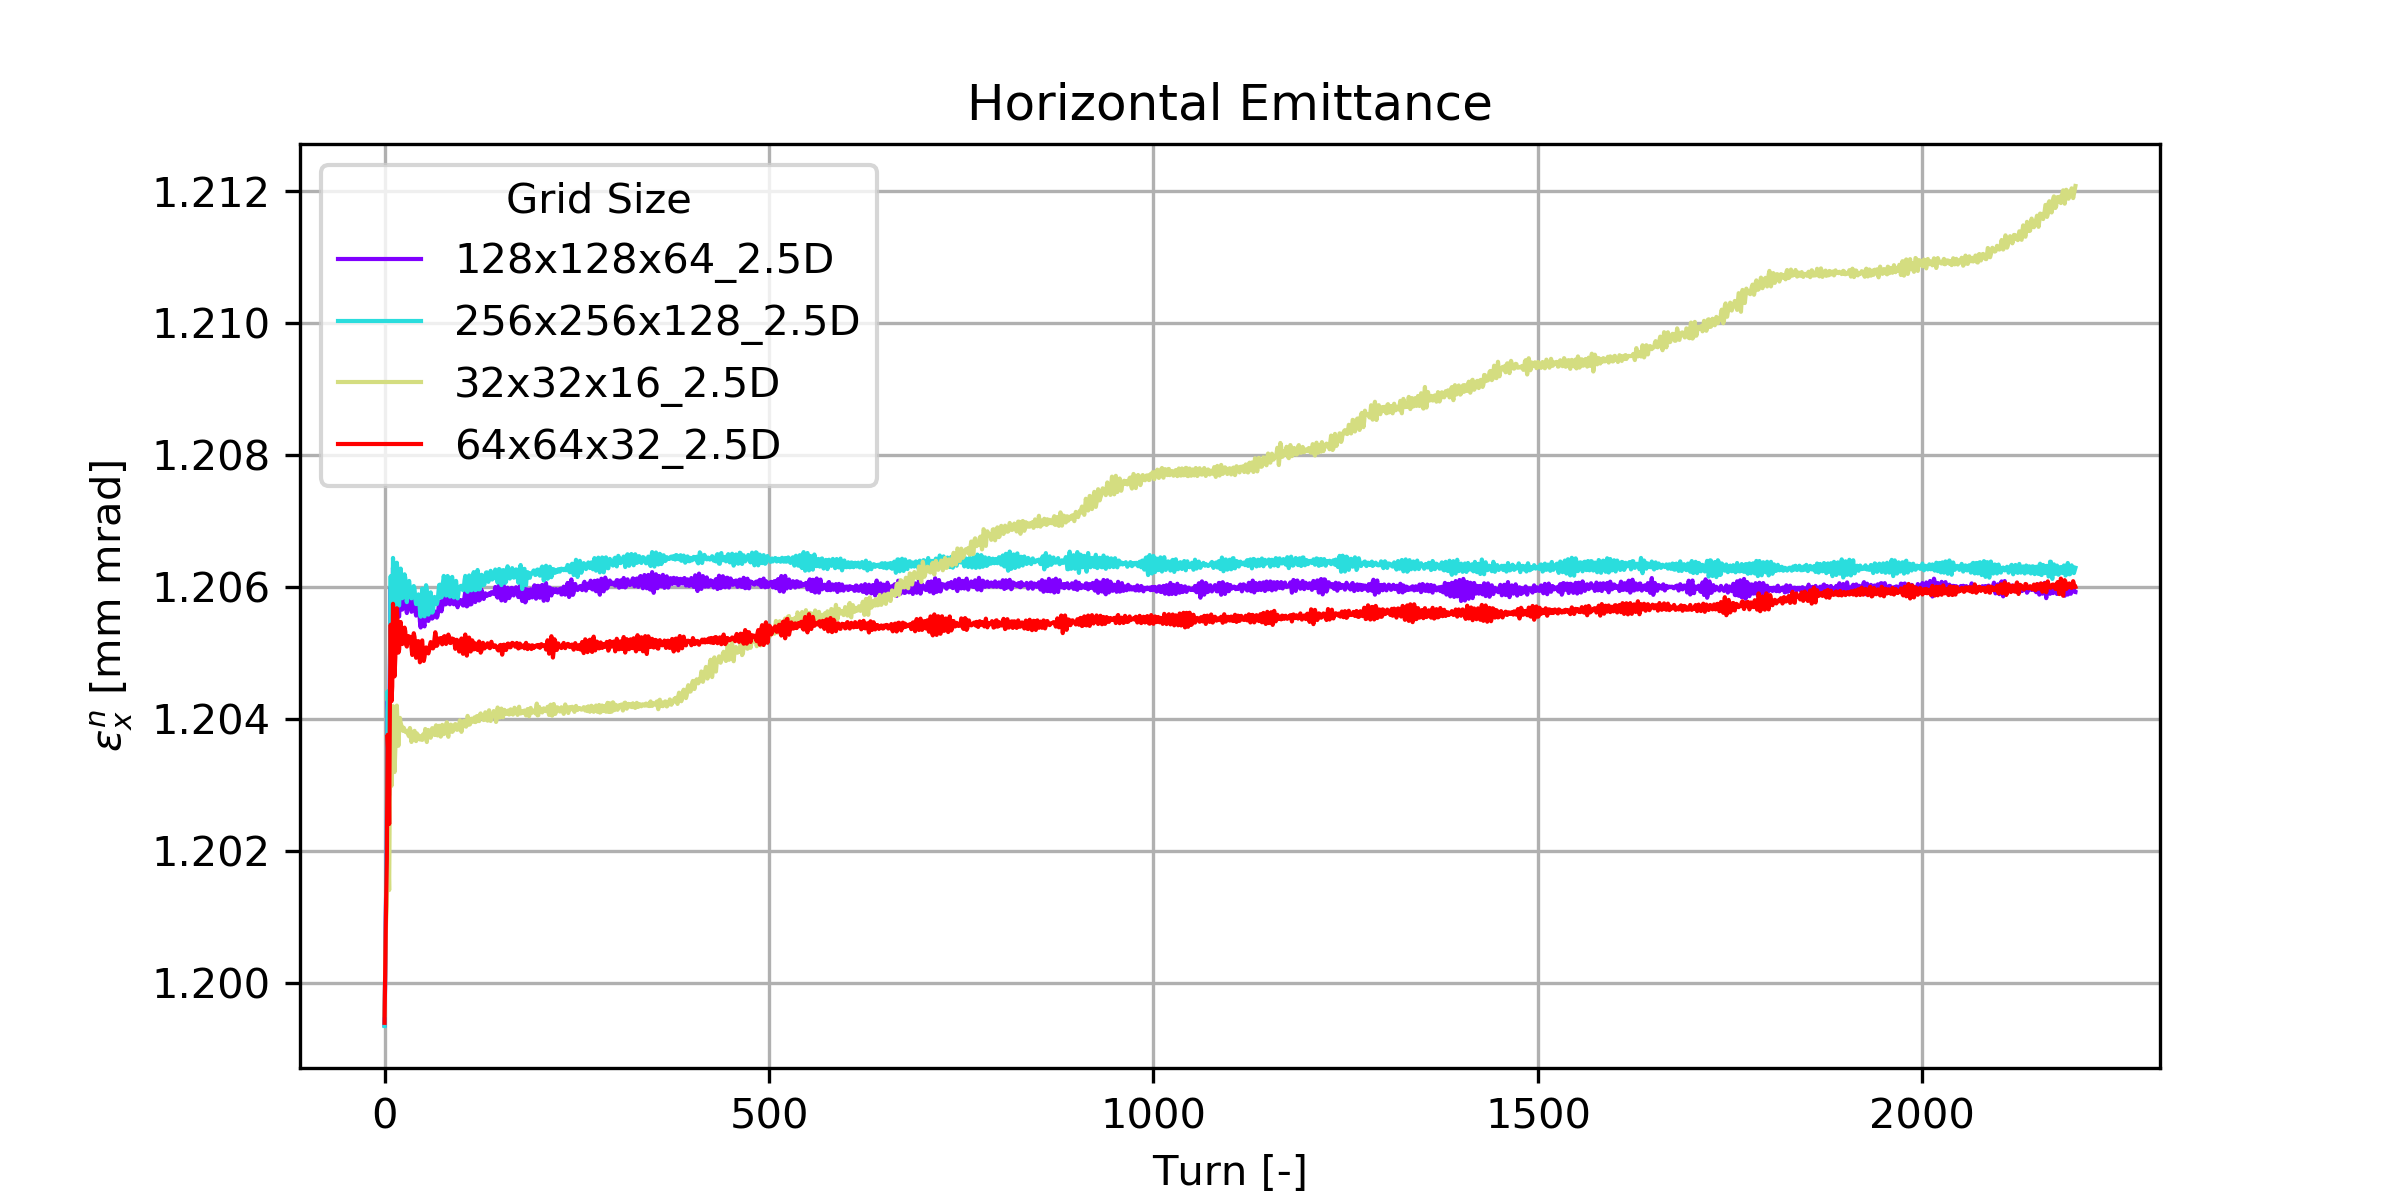 Horizontal Emittance
Grid Size
128x128x64_2.5D
256x256x128_2.5D
32x32x16_2.5D
64x64x32_2.5D
1.212
1.210
1.208
1.206
1.204
1.202
1.200
εₓⁿ [mm mrad]
0 500 1000 1500 2000
Turn [-]